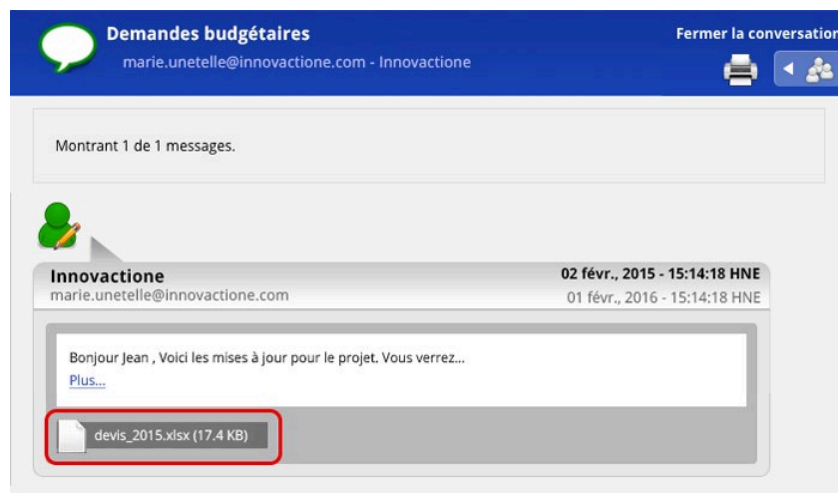 Demandes budgétaires
Fermer la conversation
marie.unetelle@innovactione.com - Innovactione
Montrant 1 de 1 messages.
Innovactione
02 févr., 2015 - 15:14:18 HNE
marie.unetelle@innovactione.com
01 févr., 2016 - 15:14:18 HNE
Bonjour Jean , Voici les mises à jour pour le projet. Vous verrez...
Plus...
devis_2015.xlsx (17.4 KB)